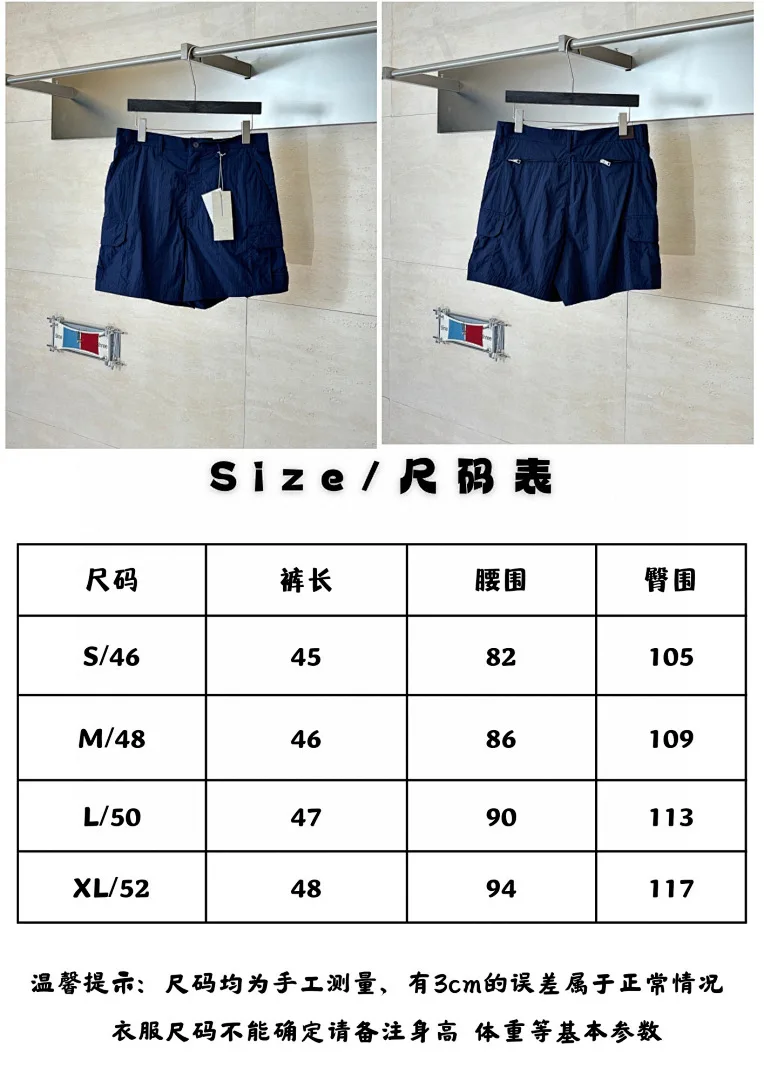 Size/尺码表
尺码 裤长 腰围 臀围
S/46 45 82 105
M/48 46 86 109
L/50 47 90 113
XL/52 48 94 117
温馨提示：尺码均为手工测量，有3cm的误差属于正常情况
衣服尺码不能确定请备注身高 体重等基本参数